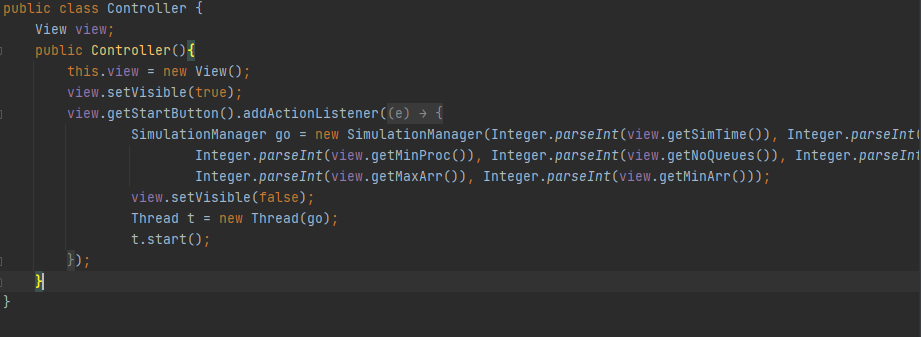 public class Controller {
View view;
public Controller(){
this.view = new View();
view.setVisible(true);
view.getStartButton().addActionListener((e) → {
SimulationManager go = new SimulationManager(Integer.parseInt(view.getSimTime()), Integer.parseInt(
Integer.parseInt(view.getMinProc()), Integer.parseInt(view.getNoQueues()), Integer.parseInt
Integer.parseInt(view.getMaxArr()), Integer.parseInt(view.getMinArr()));
view.setVisible(false);
Thread t = new Thread(go);
t.start();
});
}
}